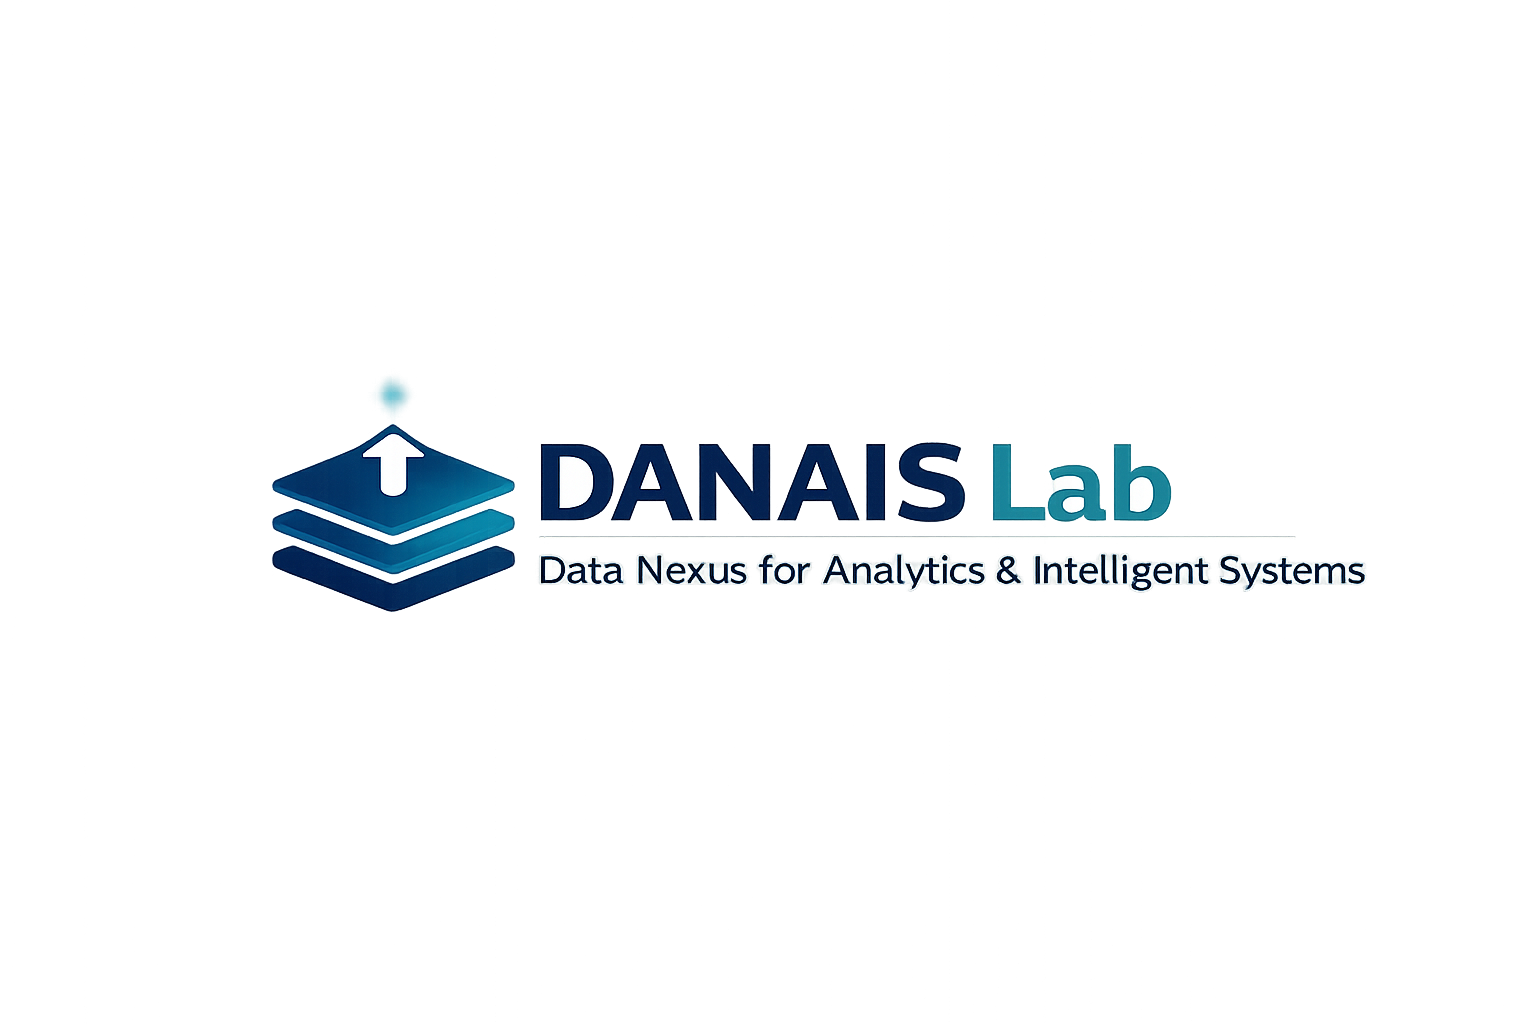 DANAIS Lab
Data Nexus for Analytics & Intelligent Systems